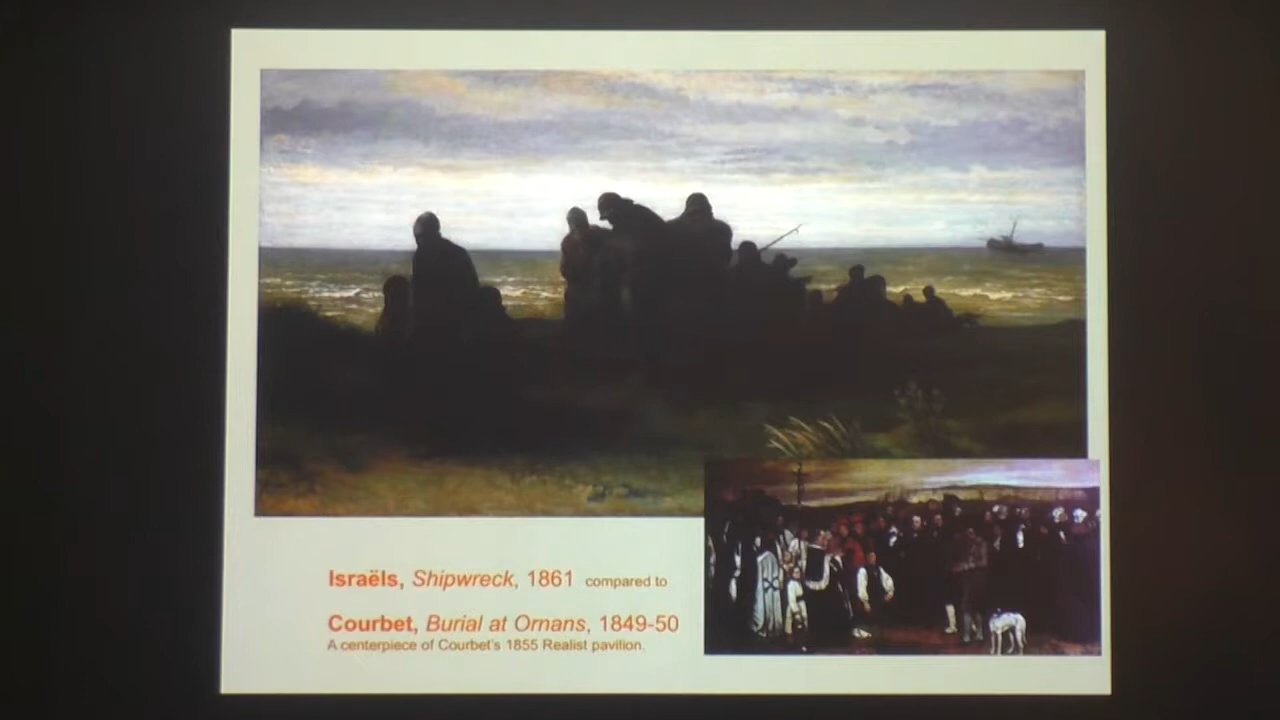 Israëls, Shipwreck, 1861 compared to
Courbet, Burial at Ornans, 1849-50
A centerpiece of Courbet's 1855 Realist pavilion.